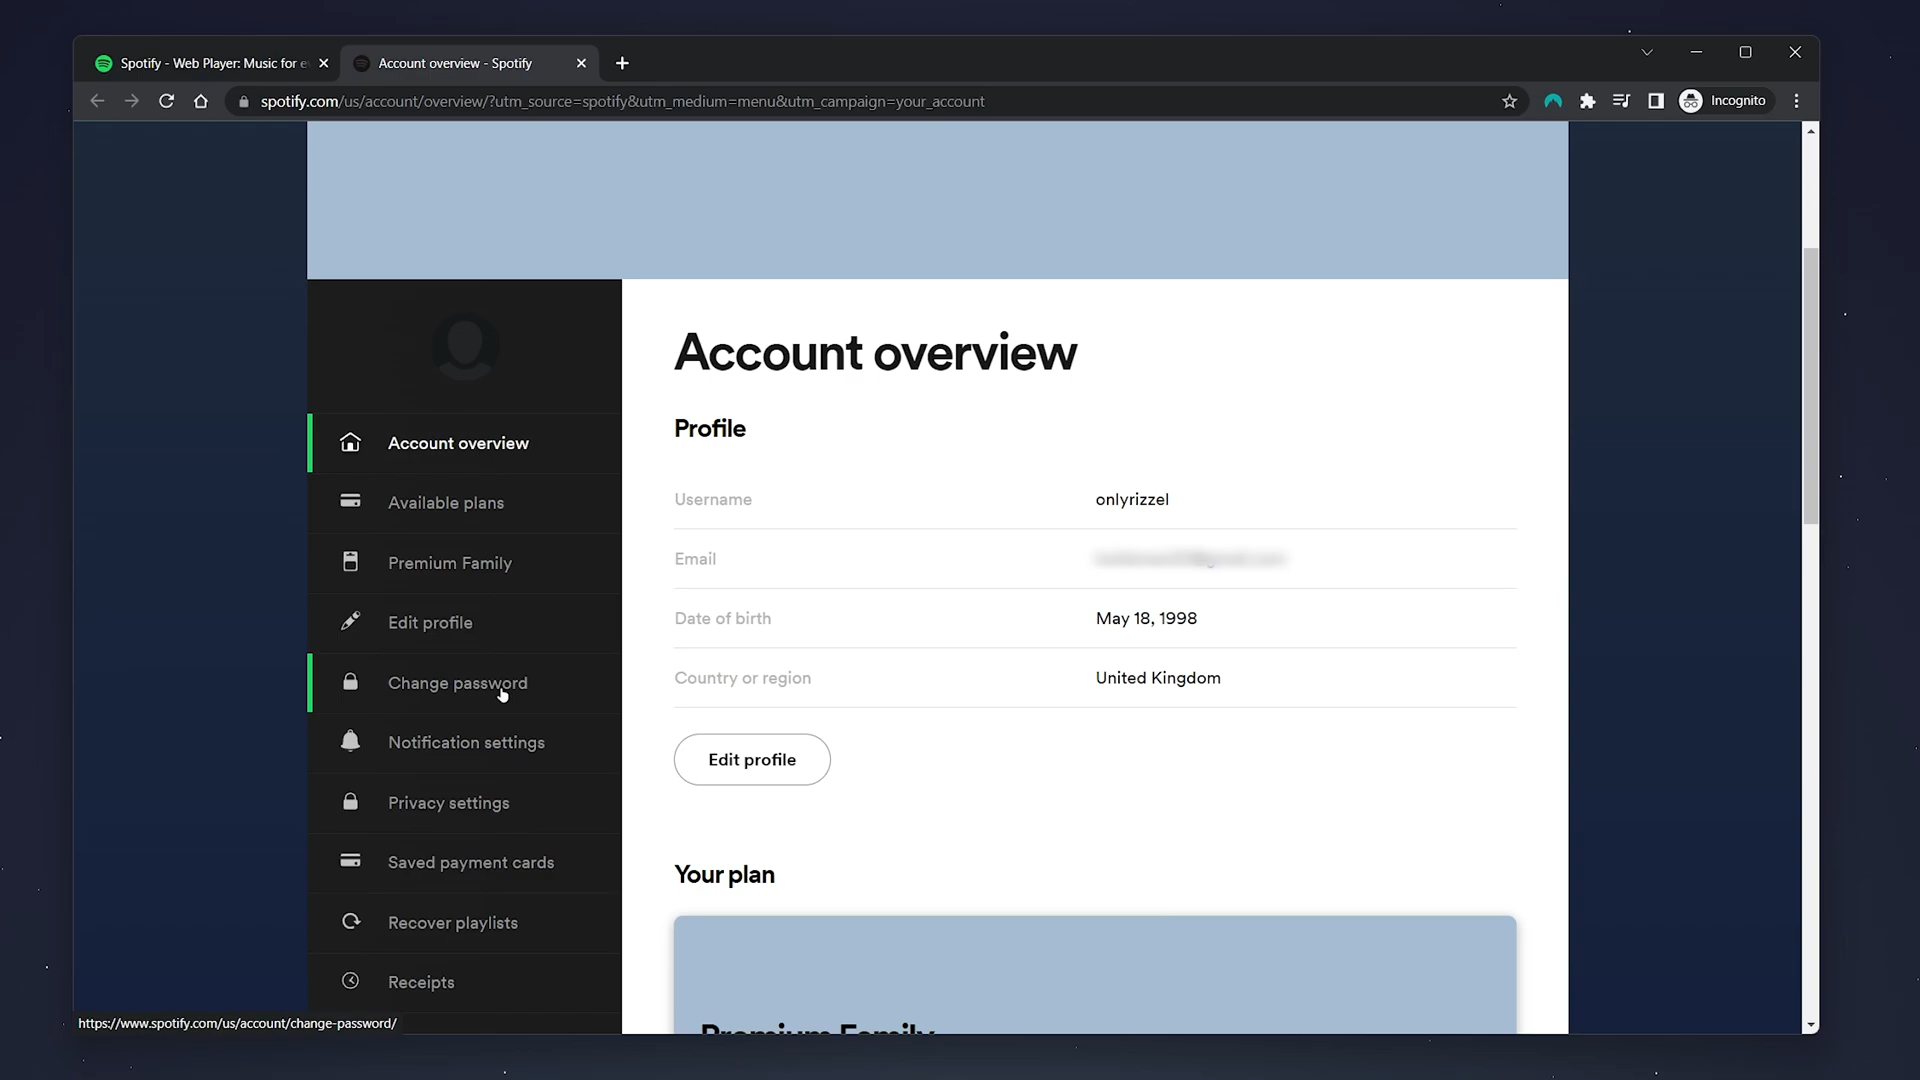 Spotify - Web Player: Music for e
Account overview - Spotify
spotify.com/us/account/overview/?utm_source=spotify&utm_medium=menu&utm_campaign=your_account
Incognito
Account overview
Available plans
Premium Family
Edit profile
Change password
Notification settings
Privacy settings
Saved payment cards
Recover playlists
Receipts
Account overview
Profile
Username onlyrizzel
Email
Date of birth May 18, 1998
Country or region United Kingdom
Edit profile
Your plan
Premium Family
https://www.spotify.com/us/account/change-password/